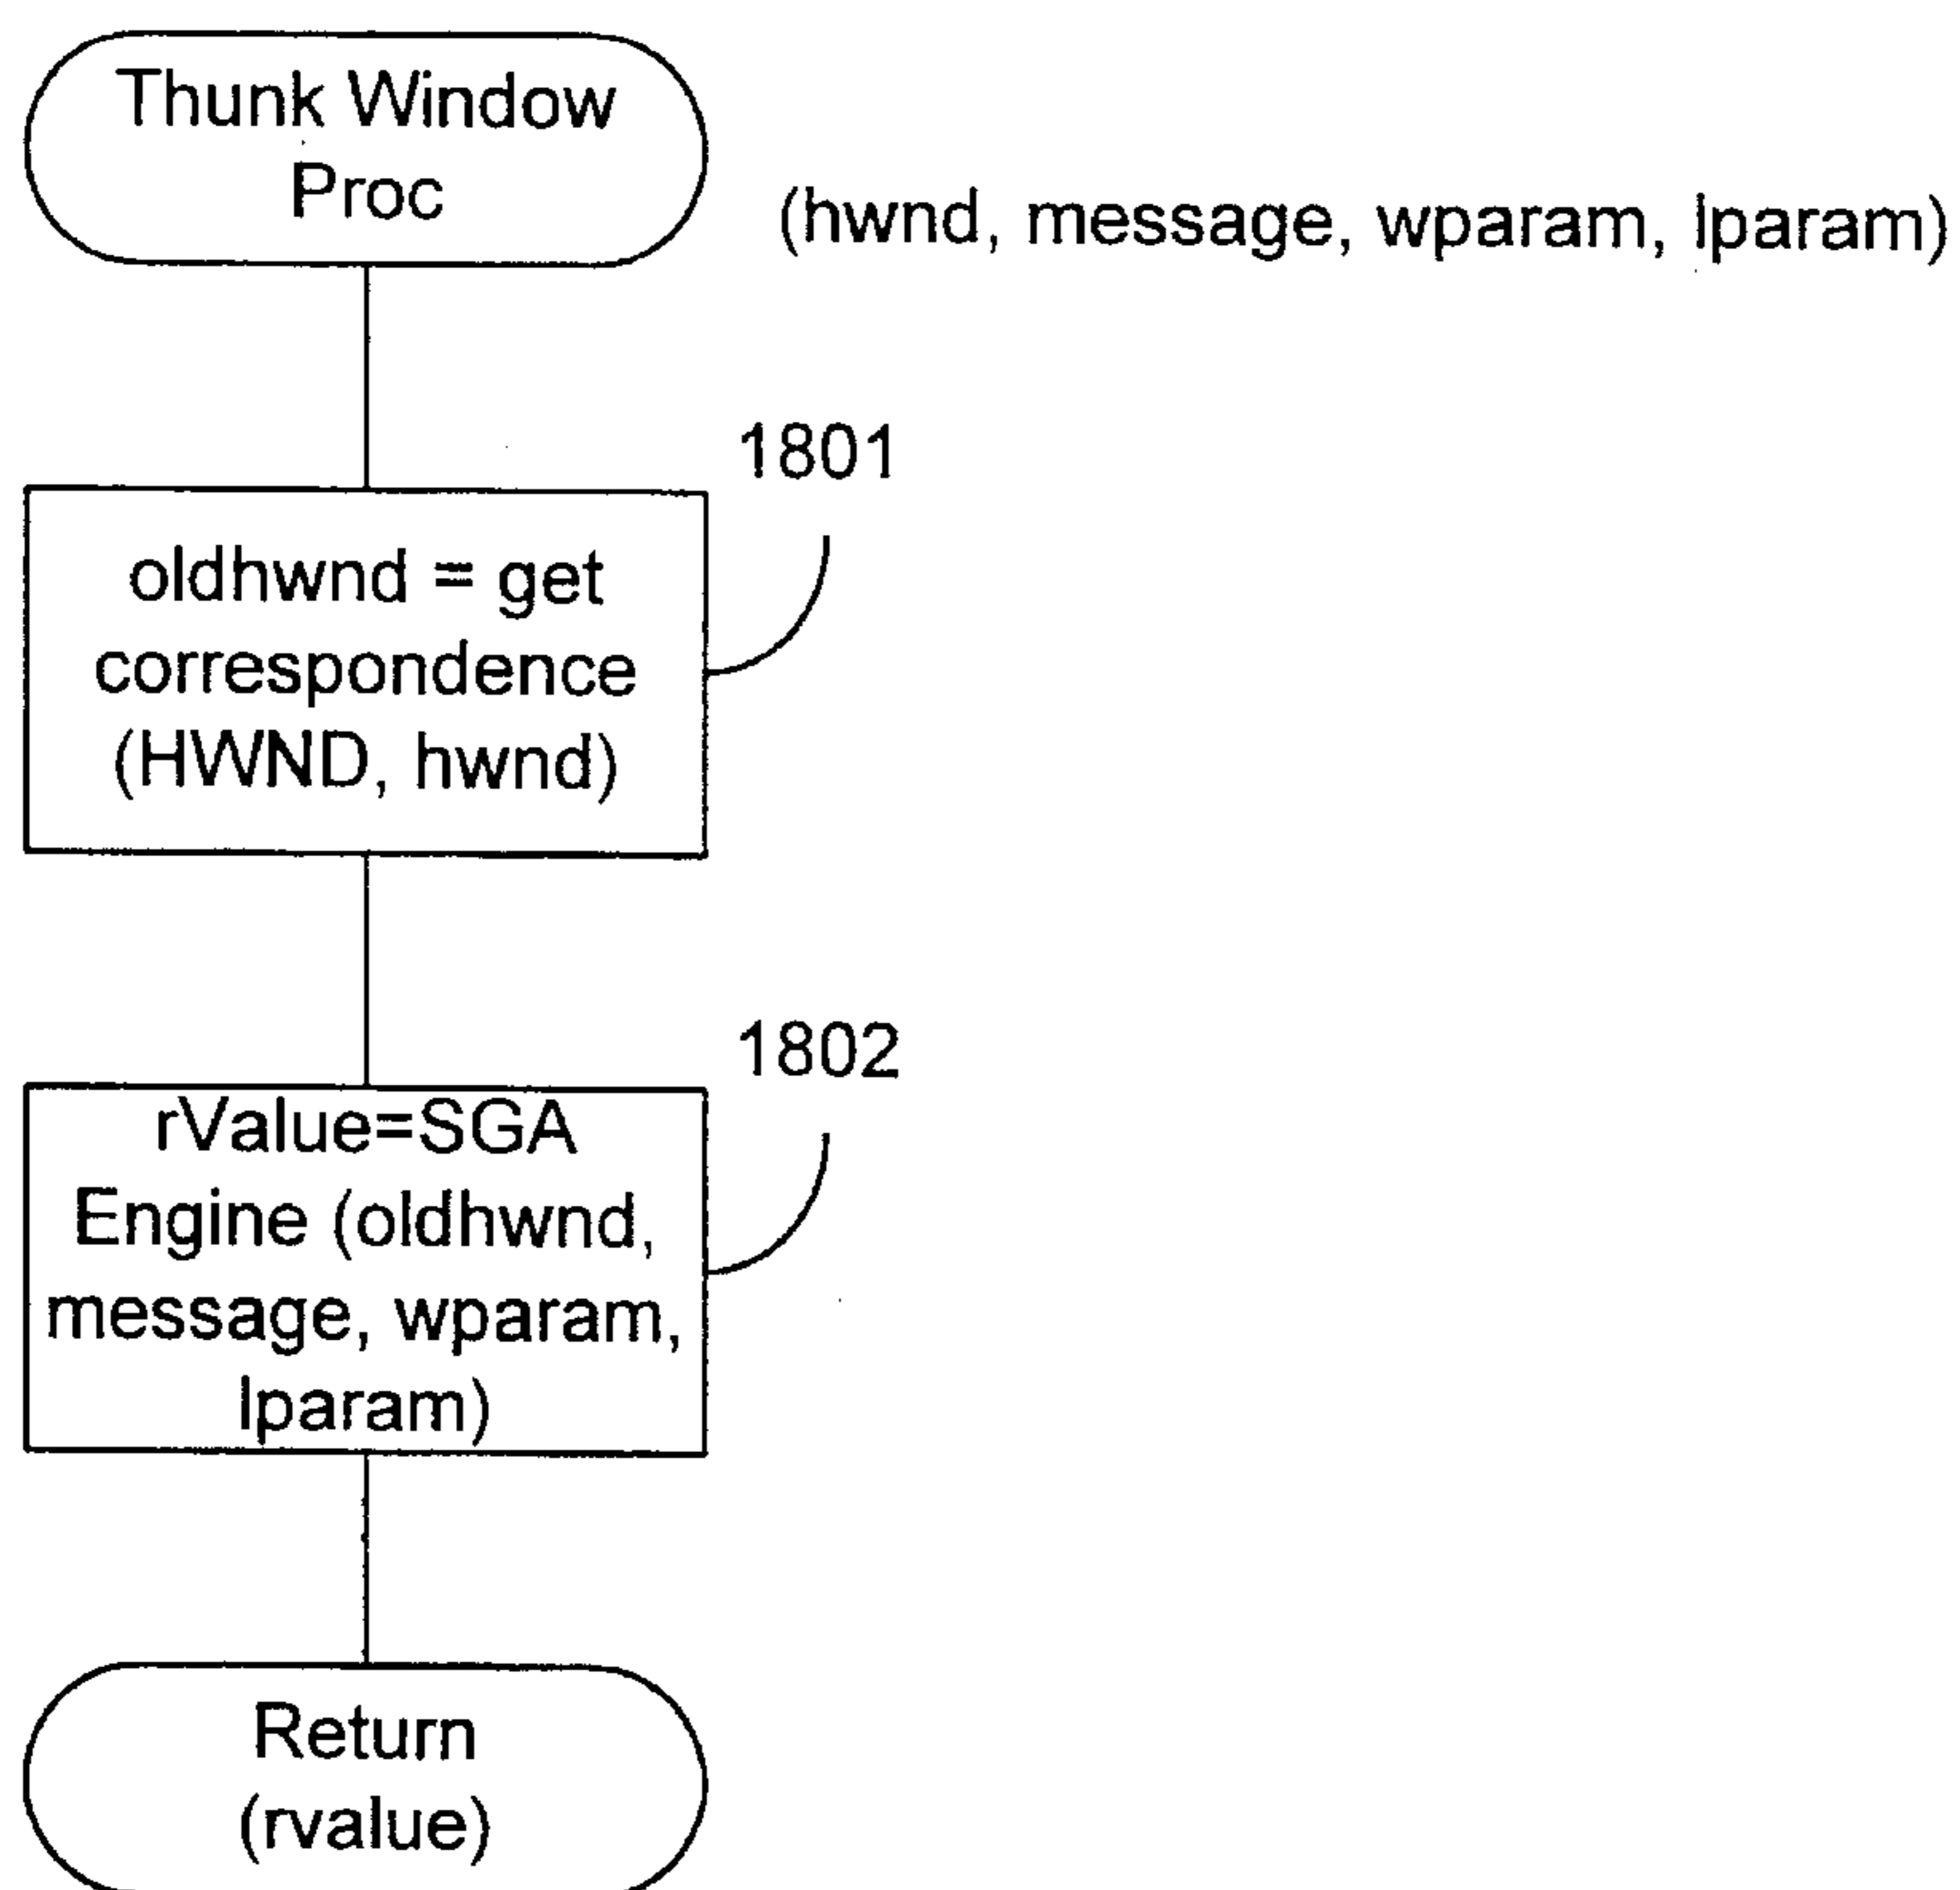 Thunk Window
Proc
(hwnd, message, wparam, lparam)
1801
oldhwnd = get
correspondence
(HWND, hwnd)
1802
rValue=SGA
Engine (oldhwnd,
message, wparam,
lparam)
Return
(rvalue)